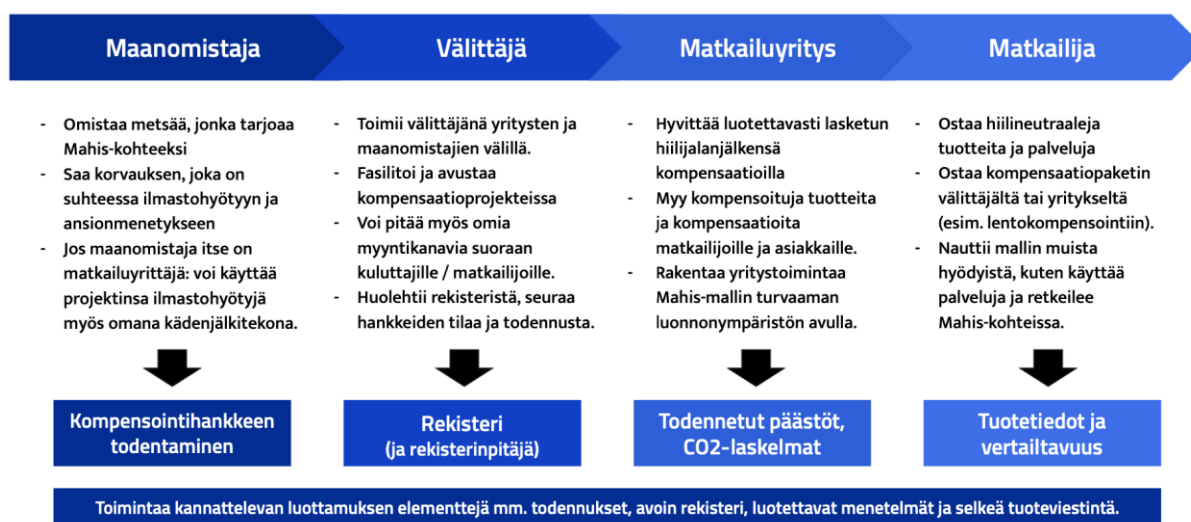 Maanomistaja
Välittäjä
Matkailuyritys
Matkailija
- Omistaa metsää, jonka tarjoaa
Mahis-kohteeksi
- Saa korvauksen, joka on
suhteessa ilmastohyötyyn ja
ansionmenetykseen
- Jos maanomistaja itse on
matkailuyrittäjä: voi käyttää
projektinsa ilmastohyötyjä
myös omana kädenjälkitekona.
- Toimii välittäjänä yritysten ja
maanomistajien välillä.
- Fasilitoi ja avustaa
kompensaatioprojekteissa
- Voi pitää myös omia
myyntikanavia suoraan
kuluttajille / matkailijoille.
- Huolehtii rekisteristä, seuraa
hankkeiden tilaa ja todennusta.
- Hyvittää luotettavasti lasketun
hiilijalanjälkensä
kompensaatioilla
- Myy kompensoituja tuotteita
ja kompensaatioita
matkailijoille ja asiakkaille.
- Rakentaa yritystoimintaa
Mahis-mallin turvaaman
luonnonympäristön avulla.
- Ostaa hiilineutraaleja
tuotteita ja palveluja
- Ostaa kompensaatiopaketin
välittäjältä tai yritykseltä
(esim. lentokompensointiin).
- Nauttii mallin muista
hyödyistä, kuten käyttää
palveluja ja retkeilee
Mahis-kohteissa.
Kompensointihankkeen
todentaminen
Rekisteri
(ja rekisterinpitäjä)
Todennetut päästöt,
CO2-laskelmat
Tuotetiedot ja
vertailtavuus
Toimintaa kannattelevan luottamuksen elementtejä mm. todennukset, avoin rekisteri, luotettavat menetelmät ja selkeä tuoteviestintä.